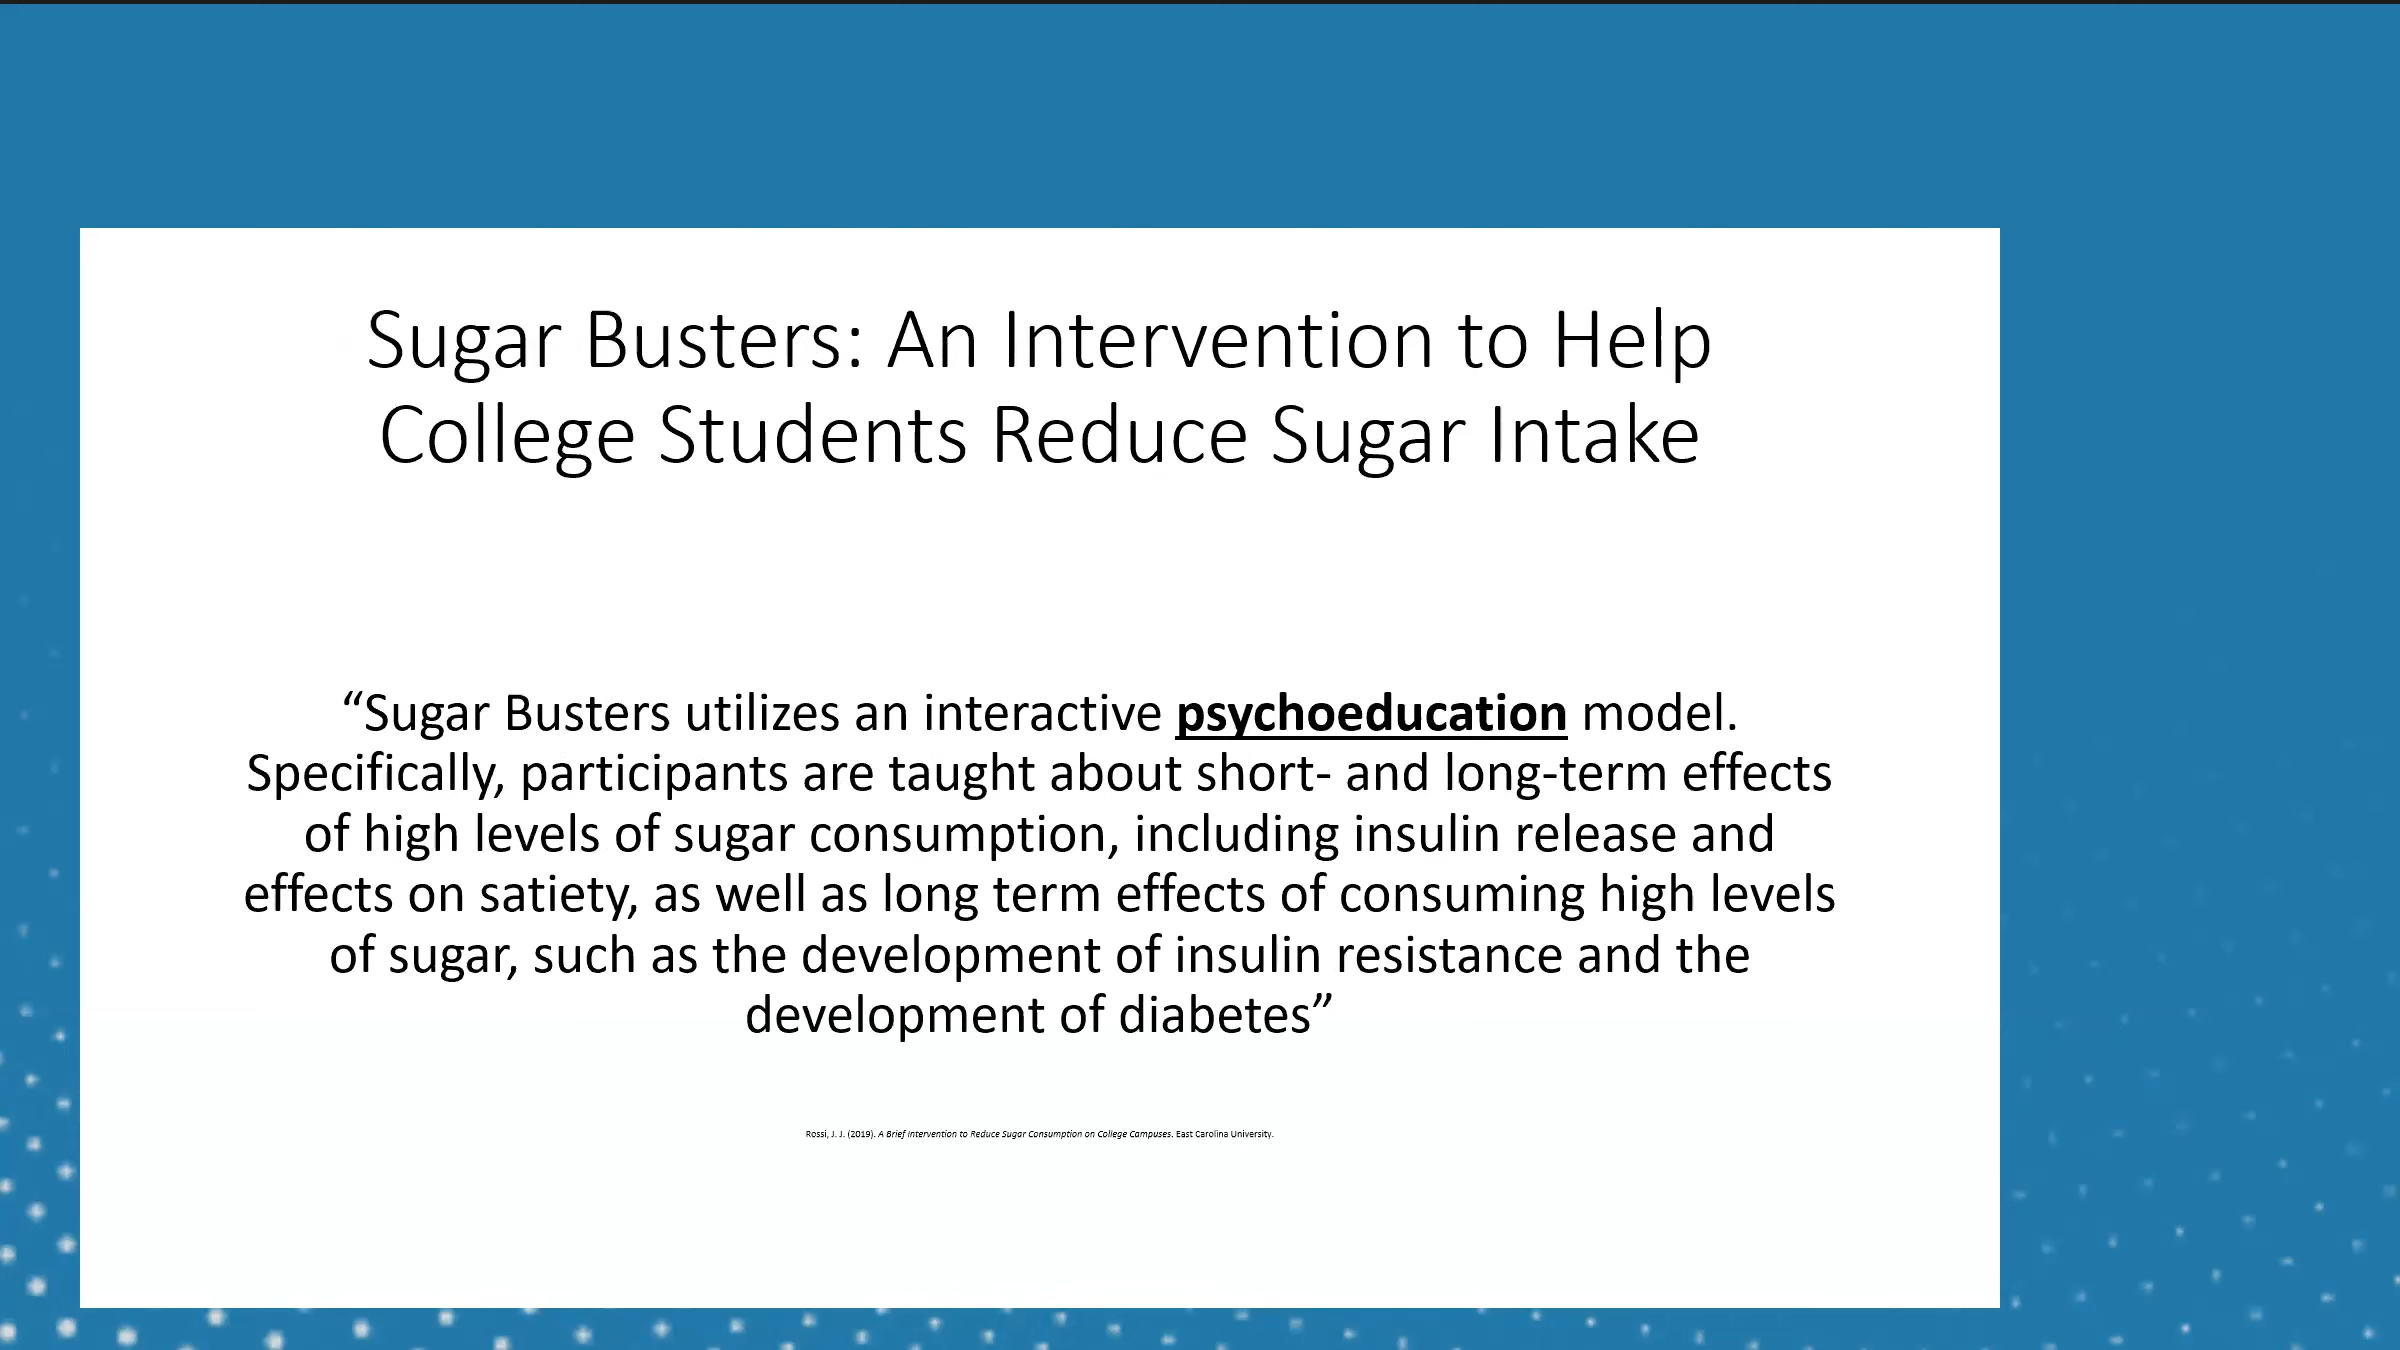 Sugar Busters: An Intervention to Help
College Students Reduce Sugar Intake
“Sugar Busters utilizes an interactive psychoeducation model.
Specifically, participants are taught about short- and long-term effects
of high levels of sugar consumption, including insulin release and
effects on satiety, as well as long term effects of consuming high levels
of sugar, such as the development of insulin resistance and the
development of diabetes”
Rossi, J. J. (2019). A Brief Intervention to Reduce Sugar Consumption on College Campuses. East Carolina University.